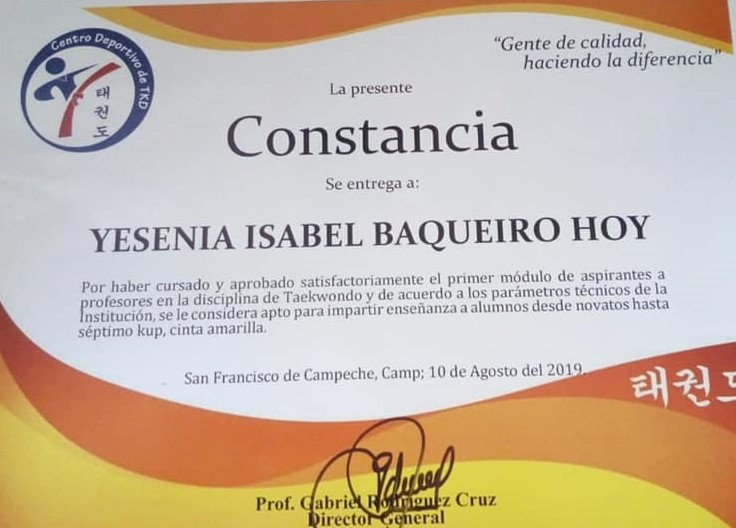 Centro Deportivo de TKD
태권도
“Gente de calidad,
haciendo la diferencia”
La presente
Constancia
Se entrega a:
YESENIA ISABEL BAQUEIRO HOY
Por haber cursado y aprobado satisfactoriamente el primer módulo de aspirantes a
profesores en la disciplina de Taekwondo y de acuerdo a los parámetros técnicos de la
Institución, se le considera apto para impartir enseñanza a alumnos desde novatos hasta
séptimo kup, cinta amarilla.
San Francisco de Campeche, Camp; 10 de Agosto del 2019.
태권도
Prof. Gabriel Rodriguez Cruz
Director General